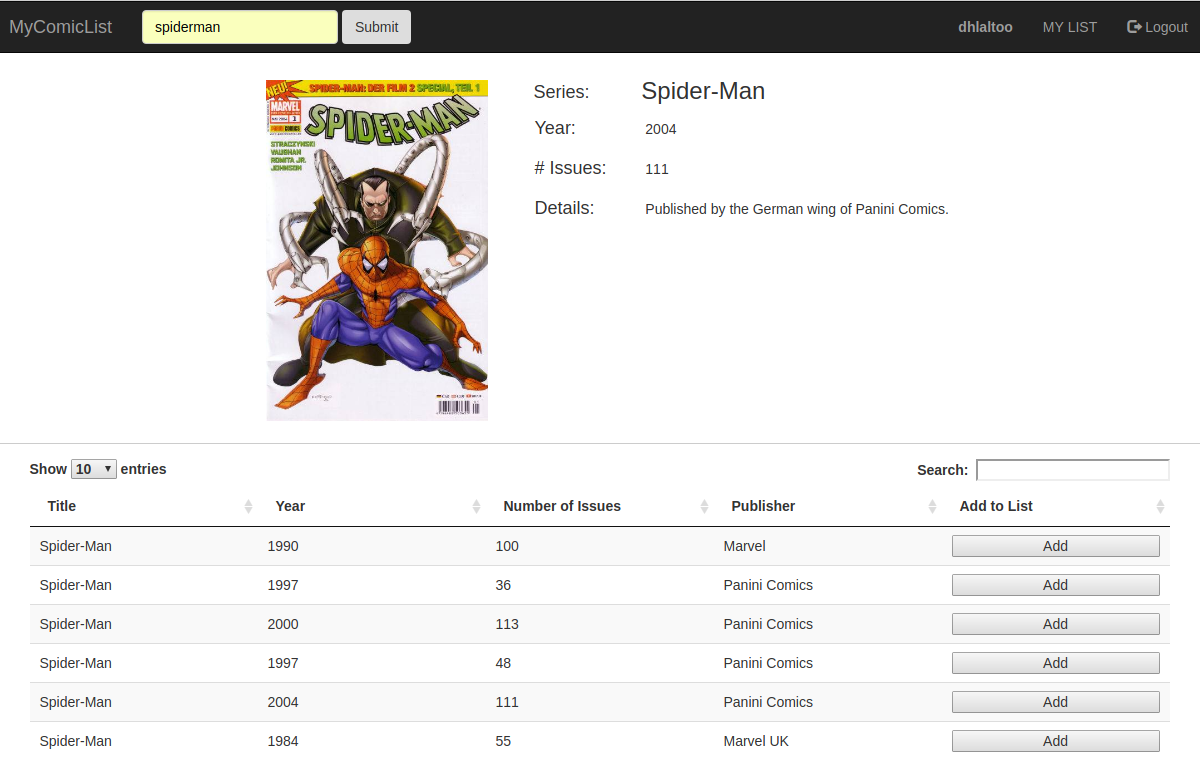 MyComicList spiderman Submit dhlaltoo MY LIST Logout
NEU! SPIDER-MAN: DER FILM 2 SPECIAL, TEIL 1
MARVEL
1
PANINI COMICS
SPIDER-MAN
STRACZYNSKI
VAUGHAN
ROMITA JR.
JOHNSON
Series: Spider-Man
Year: 2004
# Issues: 111
Details: Published by the German wing of Panini Comics.
Show 10 entries Search:
Title Year Number of Issues Publisher Add to List
Spider-Man 1990 100 Marvel Add
Spider-Man 1997 36 Panini Comics Add
Spider-Man 2000 113 Panini Comics Add
Spider-Man 1997 48 Panini Comics Add
Spider-Man 2004 111 Panini Comics Add
Spider-Man 1984 55 Marvel UK Add